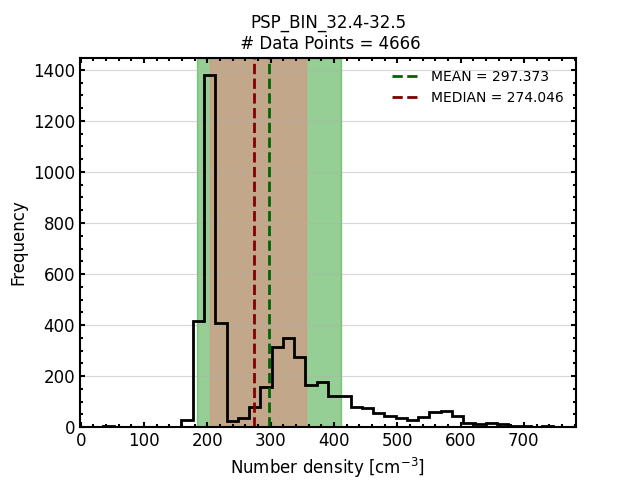 PSP_BIN_32.4-32.5
# Data Points = 4666
MEAN = 297.373
MEDIAN = 274.046
1400
1200
1000
800
600
400
200
0
Frequency
0 100 200 300 400 500 600 700
Number density [cm⁻³]